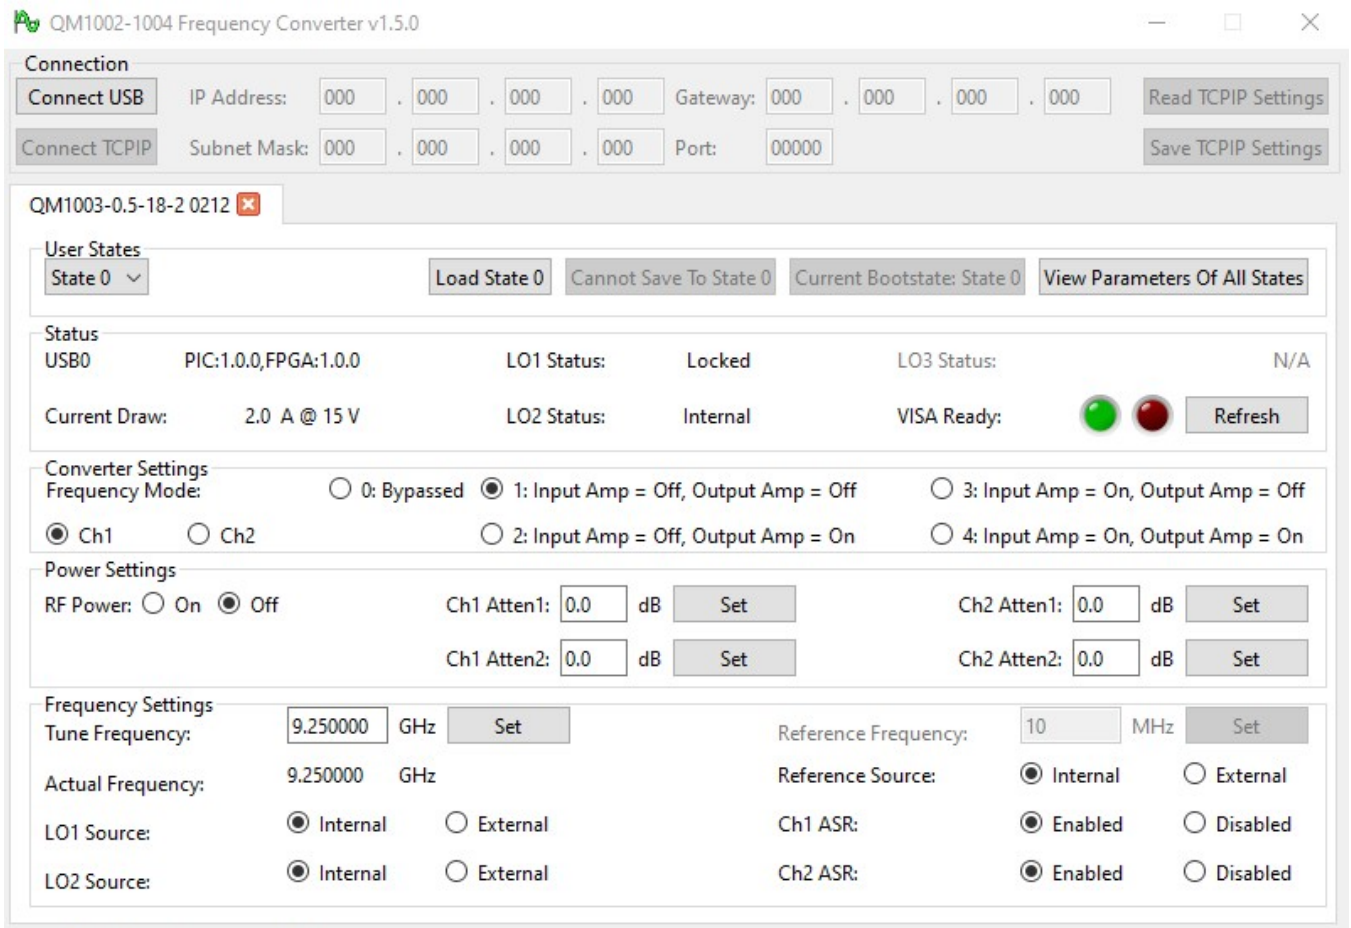 QM1002-1004 Frequency Converter v1.5.0
Connection
Connect USB IP Address: 000 . 000 . 000 . 000 Gateway: 000 . 000 . 000 . 000 Read TCPIP Settings
Connect TCPIP Subnet Mask: 000 . 000 . 000 . 000 Port: 00000 Save TCPIP Settings
QM1003-0.5-18-2 0212
User States
State 0 Load State 0 Cannot Save To State 0 Current Bootstate: State 0 View Parameters Of All States
Status
USB0 PIC:1.0.0,FPGA:1.0.0 LO1 Status: Locked LO3 Status: N/A
Current Draw: 2.0 A @ 15 V LO2 Status: Internal VISA Ready: Refresh
Converter Settings
Frequency Mode: 0: Bypassed 1: Input Amp = Off, Output Amp = Off 3: Input Amp = On, Output Amp = Off
Ch1 Ch2 2: Input Amp = Off, Output Amp = On 4: Input Amp = On, Output Amp = On
Power Settings
RF Power: On Off Ch1 Atten1: 0.0 dB Set Ch2 Atten1: 0.0 dB Set
Ch1 Atten2: 0.0 dB Set Ch2 Atten2: 0.0 dB Set
Frequency Settings
Tune Frequency: 9.250000 GHz Set Reference Frequency: 10 MHz Set
Actual Frequency: 9.250000 GHz Reference Source: Internal External
LO1 Source: Internal External Ch1 ASR: Enabled Disabled
LO2 Source: Internal External Ch2 ASR: Enabled Disabled